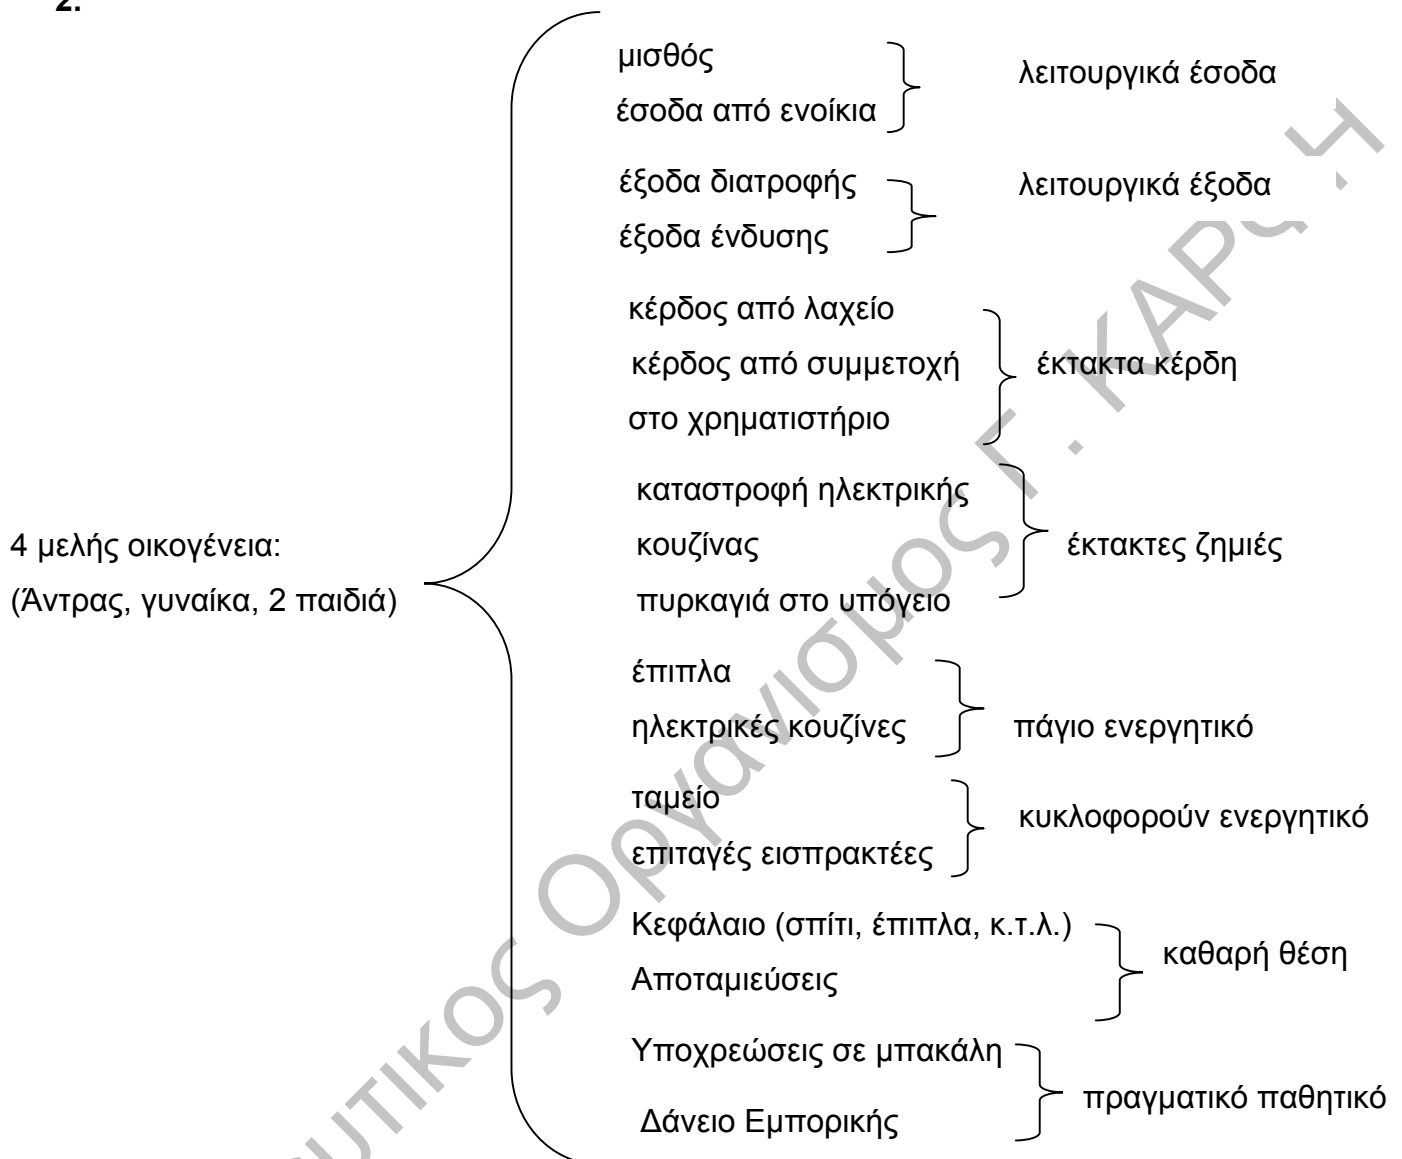 2.
μισθός
λειτουργικά έσοδα
έσοδα από ενοίκια
έξοδα διατροφής
λειτουργικά έξοδα
έξοδα ένδυσης
κέρδος από λαχείο
κέρδος από συμμετοχή
έκτακτα κέρδη
στο χρηματιστήριο
καταστροφή ηλεκτρικής
4 μελής οικογένεια:
κουζίνας
έκτακτες ζημιές
(Άντρας, γυναίκα, 2 παιδιά)
πυρκαγιά στο υπόγειο
έπιπλα
ηλεκτρικές κουζίνες
πάγιο ενεργητικό
ταμείο
κυκλοφορούν ενεργητικό
επιταγές εισπρακτέες
Κεφάλαιο (σπίτι, έπιπλα, κ.τ.λ.)
καθαρή θέση
Αποταμιεύσεις
Υποχρεώσεις σε μπακάλη
πραγματικό παθητικό
Δάνειο Εμπορικής
Οργανισμος Γ.